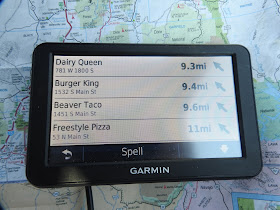 Dairy Queen
781 W 1800 S
9.3mi
Burger King
1532 S Main St
9.4mi
Beaver Taco
1451 S Main St
9.6mi
Freestyle Pizza
53 N Main St
11mi
Spell
GARMIN